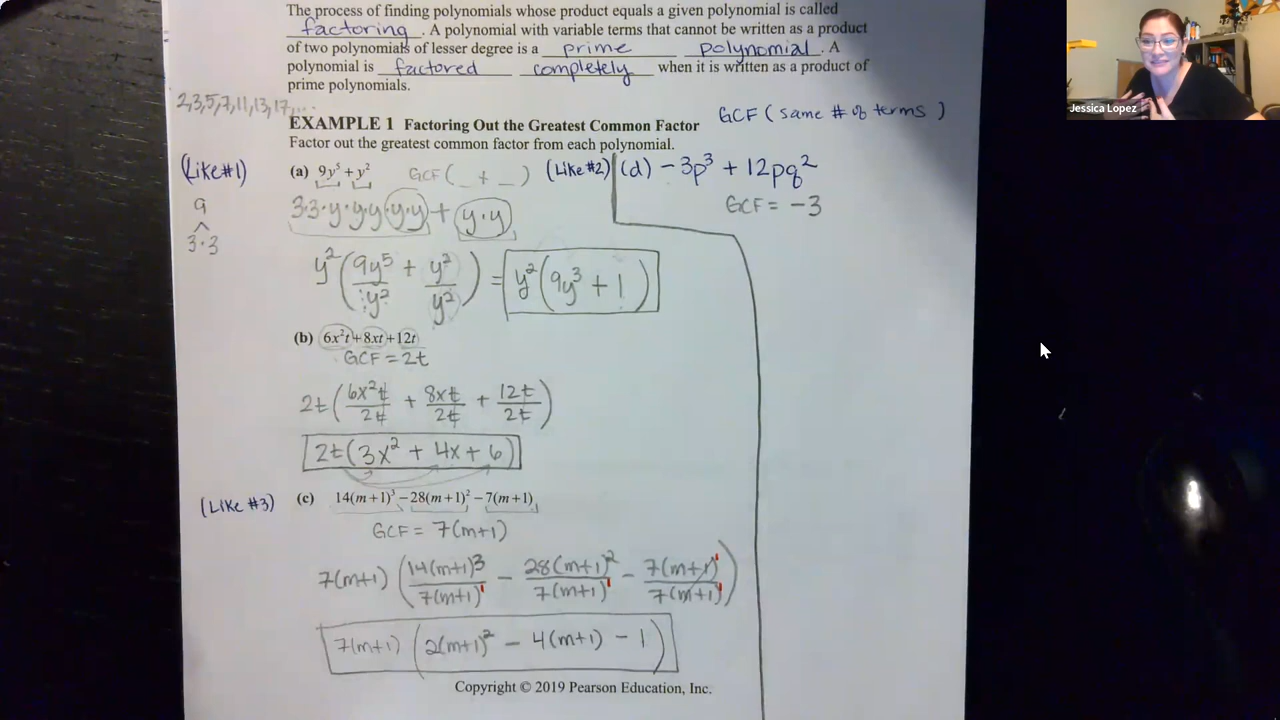 The process of finding polynomials whose product equals a given polynomial is called
factoring. A polynomial with variable terms that cannot be written as a product
of two polynomials of lesser degree is a prime polynomial. A
polynomial is factored completely when it is written as a product of
prime polynomials.
2,3,5,7,11,13,17,...
EXAMPLE 1 Factoring Out the Greatest Common Factor
GCF (same # of terms)
Factor out the greatest common factor from each polynomial.
Jessica Lopez
(Like #1)
(a) 9y⁵ + y²
GCF( _ + _ )
9
3·3
3·3·y·y·y·y·y + y·y
y²(9y⁵/y² + y²/y²) = y²(9y³ + 1)
(Like #2) (d) -3p³ + 12pq²
GCF = -3
(b) 6x²t+8xt+12t
GCF = 2t
2t(6x²t/2t + 8xt/2t + 12t/2t)
2t(3x² + 4x + 6)
(Like #3)
(c) 14(m+1)³ − 28(m+1)² − 7(m+1)
GCF = 7(m+1)
7(m+1) (14(m+1)³/7(m+1)¹ − 28(m+1)²/7(m+1)¹ − 7(m+1)¹/7(m+1)¹)
7(m+1) (2(m+1)² − 4(m+1) − 1)
Copyright © 2019 Pearson Education, Inc.